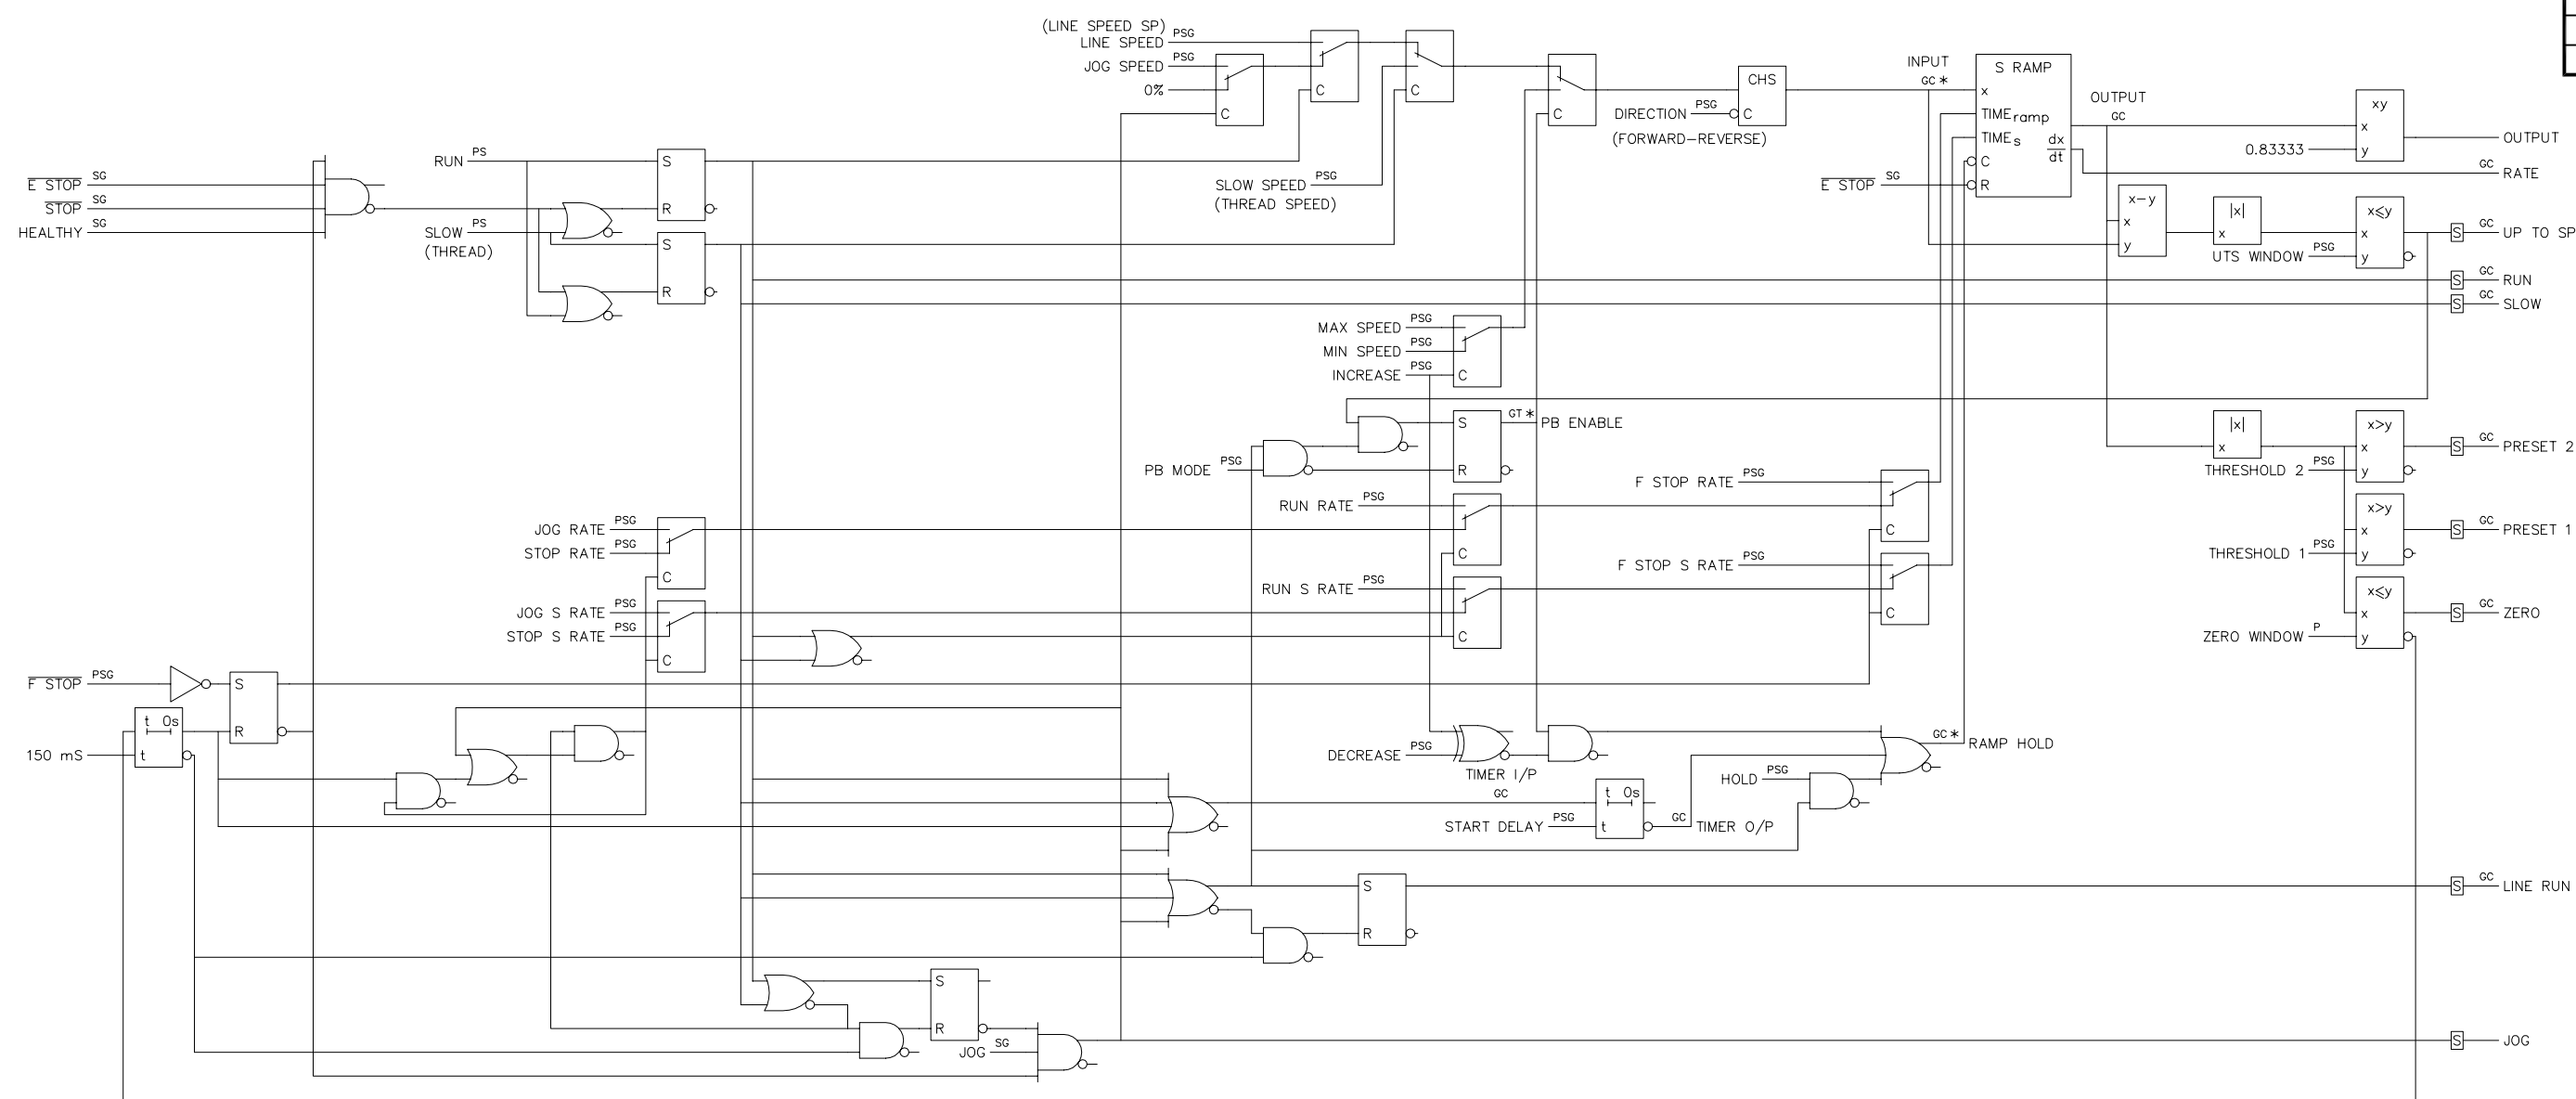 (LINE SPEED SP)
LINE SPEED PSG
JOG SPEED PSG
0%
C
C
C
C
DIRECTION PSG
(FORWARD-REVERSE)
CHS
C
INPUT
GC *
S RAMP
x
TIMEramp
TIMEs
dx
dt
C
R
E STOP SG
OUTPUT
GC
xy
x
y
0.83333
OUTPUT
GC
RATE
RUN PS
E STOP SG
STOP SG
HEALTHY SG
SLOW PS
(THREAD)
S
R
S
R
SLOW SPEED PSG
(THREAD SPEED)
x-y
x
y
|x|
x
x≤y
x
y
UTS WINDOW PSG
S GC UP TO SP
S GC RUN
S GC SLOW
MAX SPEED PSG
MIN SPEED PSG
INCREASE PSG
C
S
R
GT *
PB ENABLE
PB MODE PSG
|x|
x
x>y
x
y
THRESHOLD 2 PSG
S GC PRESET 2
F STOP RATE PSG
RUN RATE PSG
C
C
x>y
x
y
THRESHOLD 1 PSG
S GC PRESET 1
JOG RATE PSG
STOP RATE PSG
C
F STOP S RATE PSG
RUN S RATE PSG
C
C
x≤y
x
y
ZERO WINDOW P
S GC ZERO
JOG S RATE PSG
STOP S RATE PSG
C
F STOP PSG
S
R
t 0s
t
150 mS
DECREASE PSG
TIMER I/P
GC
GC *
RAMP HOLD
HOLD PSG
t 0s
t
START DELAY PSG
GC
TIMER O/P
S
R
S GC LINE RUN
S
R
JOG SG
S JOG